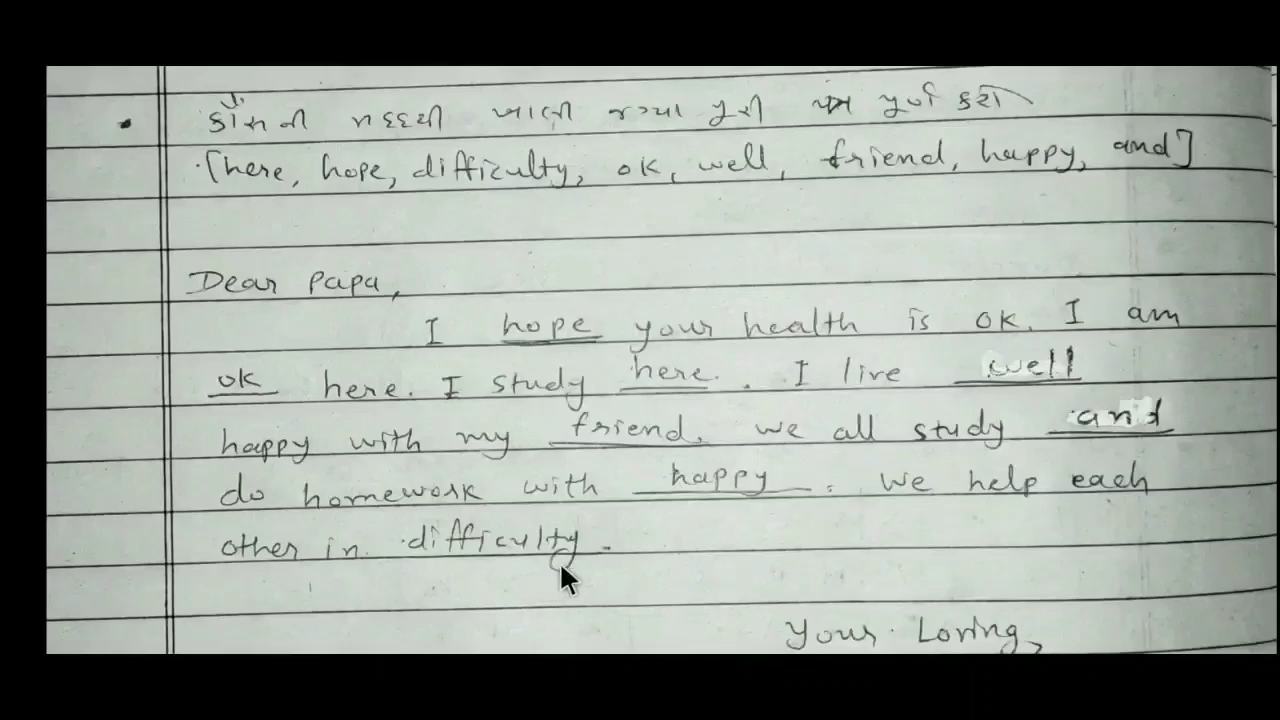 કૌંસની મદદથી ખાલી જગ્યા પુરી પત્ર પુર્ણ કરો
[here, hope, difficulty, ok, well, friend, happy, and]
Dear Papa,
I hope your health is ok. I am
ok here. I study here. I live well
happy with my friend. we all study and
do homework with happy. We help each
other in difficulty.
Your Loving,